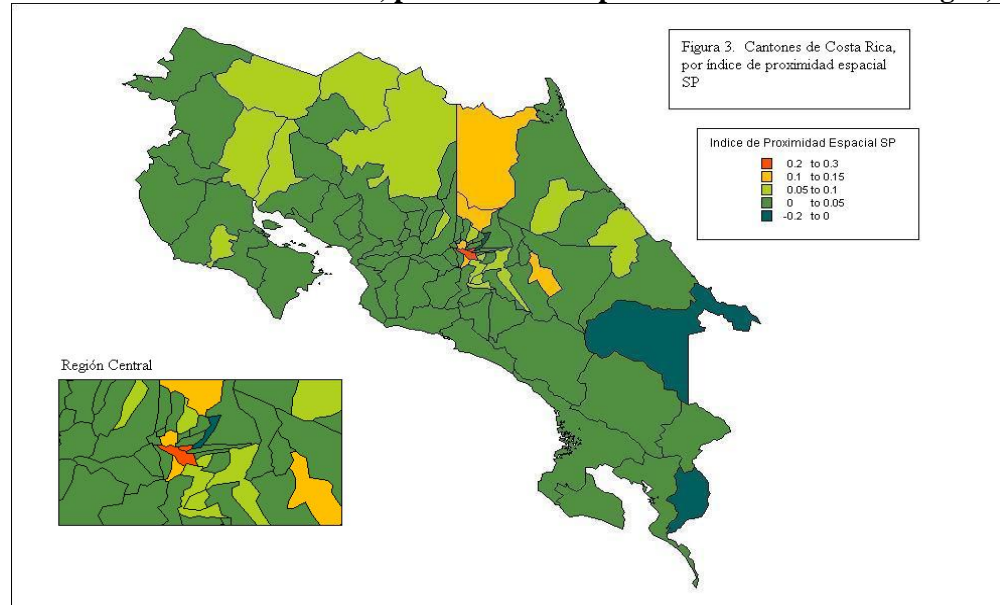 Figura 3. Cantones de Costa Rica,
por índice de proximidad espacial
SP
Indice de Proximidad Espacial SP
0.2 to 0.3
0.1 to 0.15
0.05 to 0.1
0 to 0.05
-0.2 to 0
Región Central